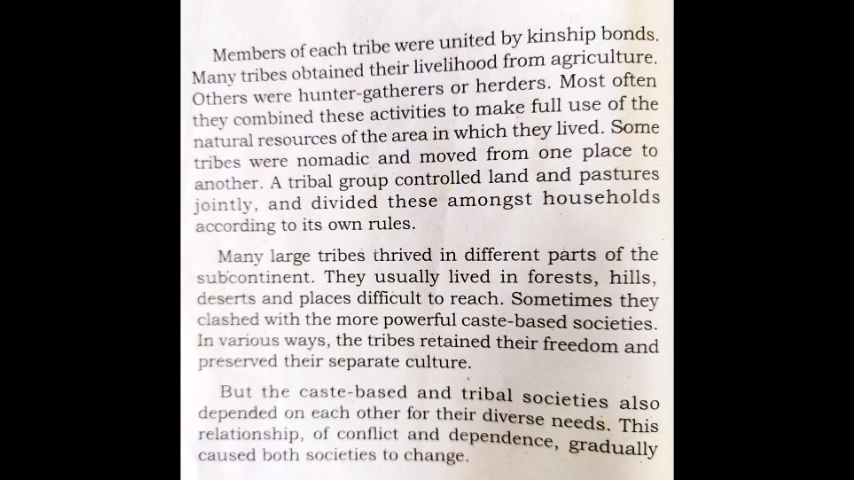 Members of each tribe were united by kinship bonds.
Many tribes obtained their livelihood from agriculture.
Others were hunter-gatherers or herders. Most often
they combined these activities to make full use of the
natural resources of the area in which they lived. Some
tribes were nomadic and moved from one place to
another. A tribal group controlled land and pastures
jointly, and divided these amongst households
according to its own rules.
Many large tribes thrived in different parts of the
subcontinent. They usually lived in forests, hills,
deserts and places difficult to reach. Sometimes they
clashed with the more powerful caste-based societies.
In various ways, the tribes retained their freedom and
preserved their separate culture.
But the caste-based and tribal societies also
depended on each other for their diverse needs. This
relationship, of conflict and dependence, gradually
caused both societies to change.